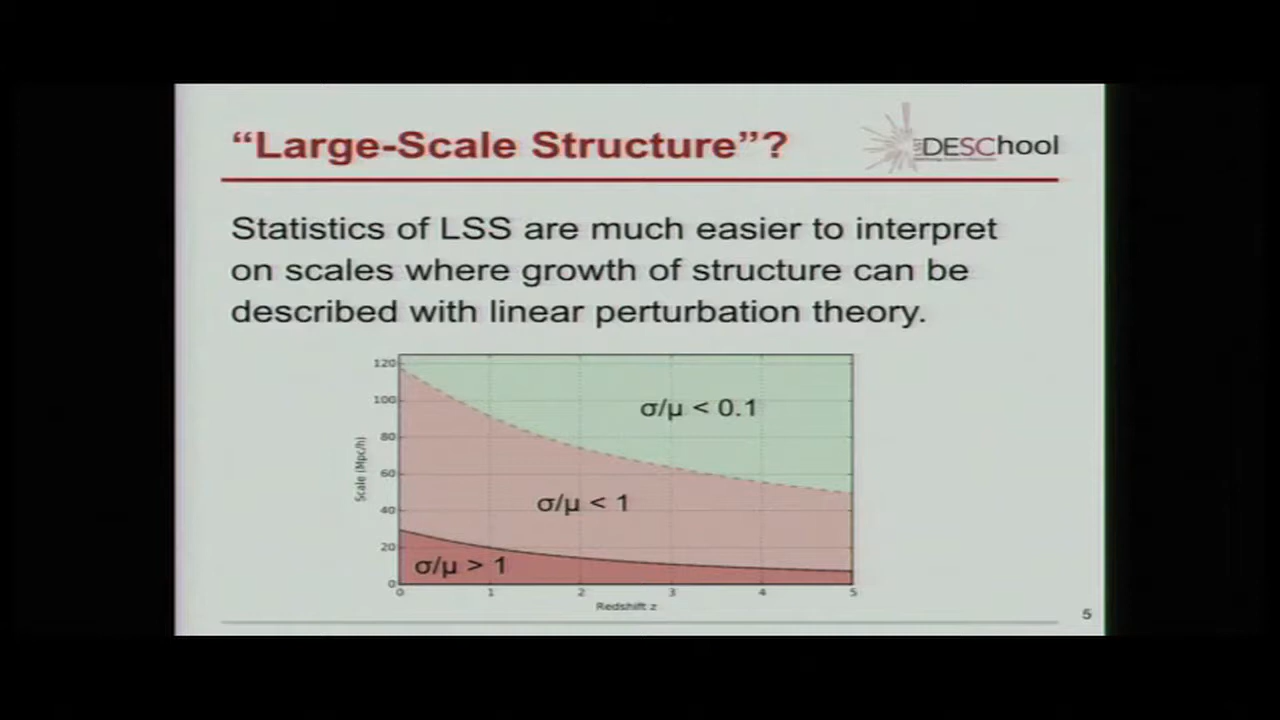 “Large-Scale Structure”?
DESChool
Statistics of LSS are much easier to interpret
on scales where growth of structure can be
described with linear perturbation theory.
120
100
80
60
40
20
0
Scale (Mpc/h)
σ/μ < 0.1
σ/μ < 1
σ/μ > 1
0 1 2 3 4 5
Redshift z
5